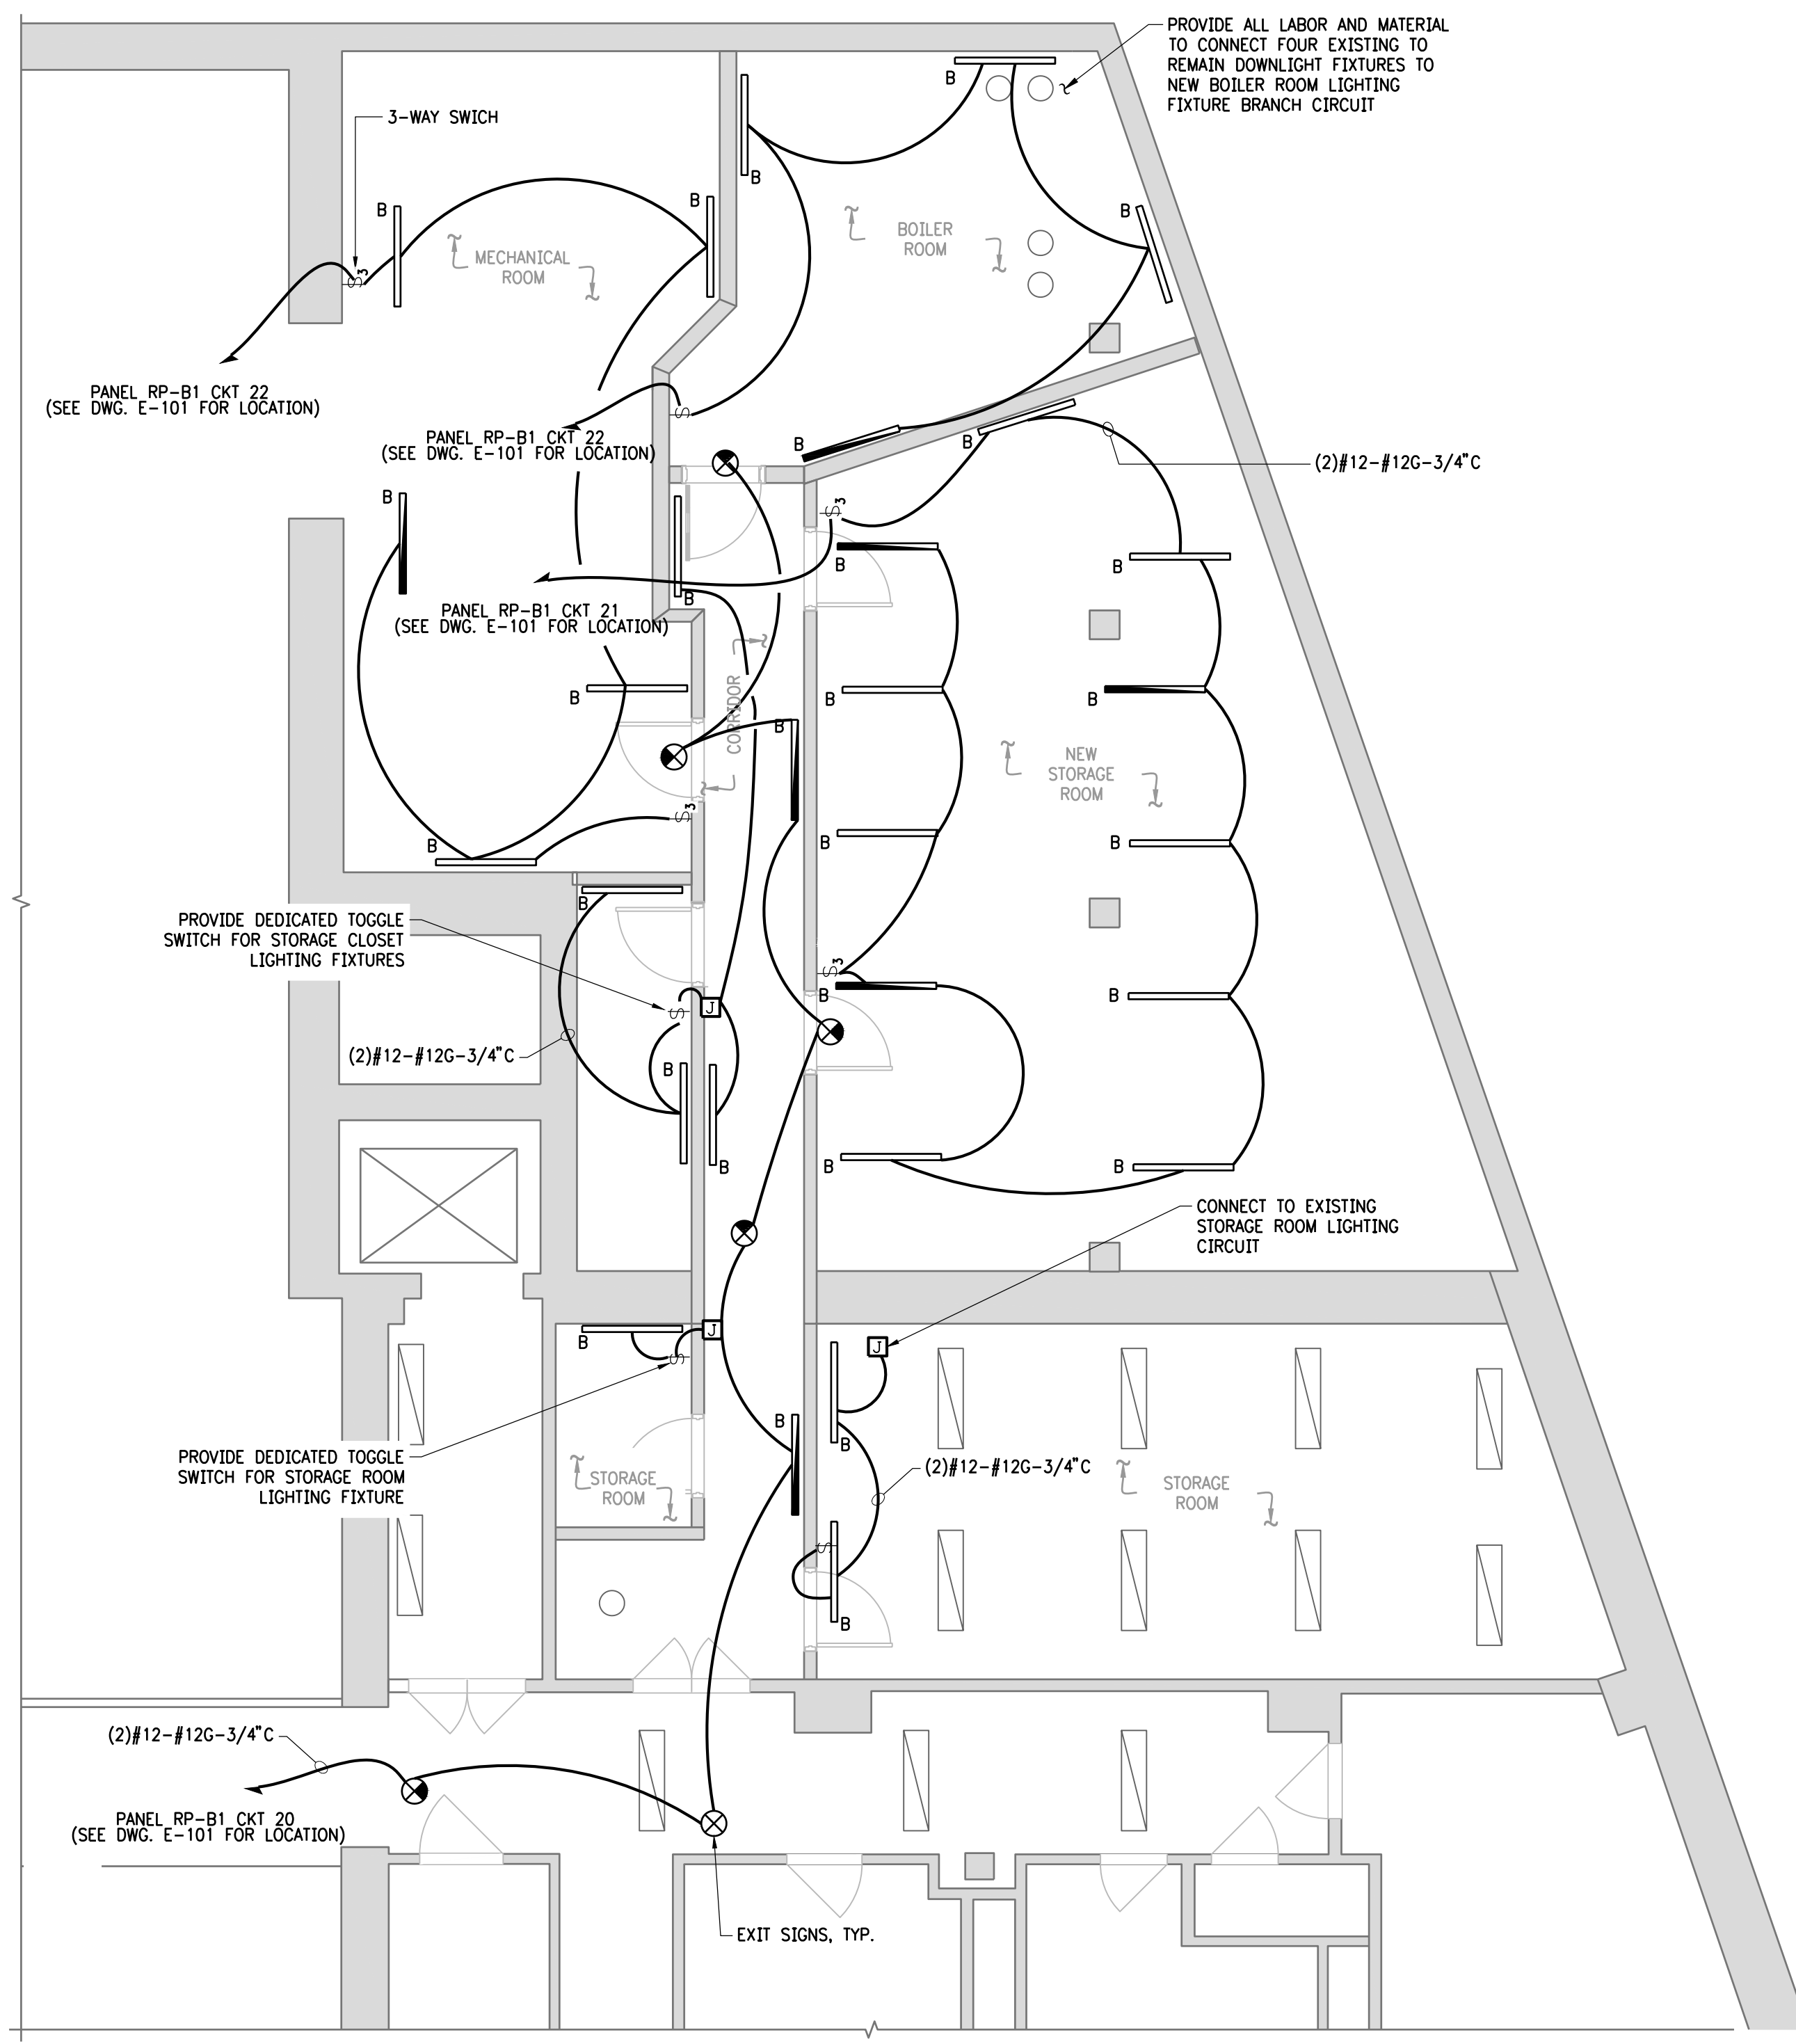 PROVIDE ALL LABOR AND MATERIAL
TO CONNECT FOUR EXISTING TO
REMAIN DOWNLIGHT FIXTURES TO
NEW BOILER ROOM LIGHTING
FIXTURE BRANCH CIRCUIT
B
3-WAY SWICH
B
B
B
B
BOILER
ROOM
MECHANICAL
ROOM
S3
PANEL RP-B1 CKT 22
(SEE DWG. E-101 FOR LOCATION)
S
PANEL RP-B1 CKT 22
(SEE DWG. E-101 FOR LOCATION)
B
B
(2)#12-#12G-3/4"C
B
S3
B
B
B
PANEL RP-B1 CKT 21
(SEE DWG. E-101 FOR LOCATION)
CORRIDOR
B
B
B
B
NEW
STORAGE
ROOM
S3
B
B
B
B
PROVIDE DEDICATED TOGGLE
SWITCH FOR STORAGE CLOSET
LIGHTING FIXTURES
S3
B
B
J
S
(2)#12-#12G-3/4"C
B
B
B
B
CONNECT TO EXISTING
STORAGE ROOM LIGHTING
CIRCUIT
J
B
S
J
B
B
PROVIDE DEDICATED TOGGLE
SWITCH FOR STORAGE ROOM
LIGHTING FIXTURE
STORAGE
ROOM
(2)#12-#12G-3/4"C
STORAGE
ROOM
S
B
(2)#12-#12G-3/4"C
PANEL RP-B1 CKT 20
(SEE DWG. E-101 FOR LOCATION)
EXIT SIGNS, TYP.